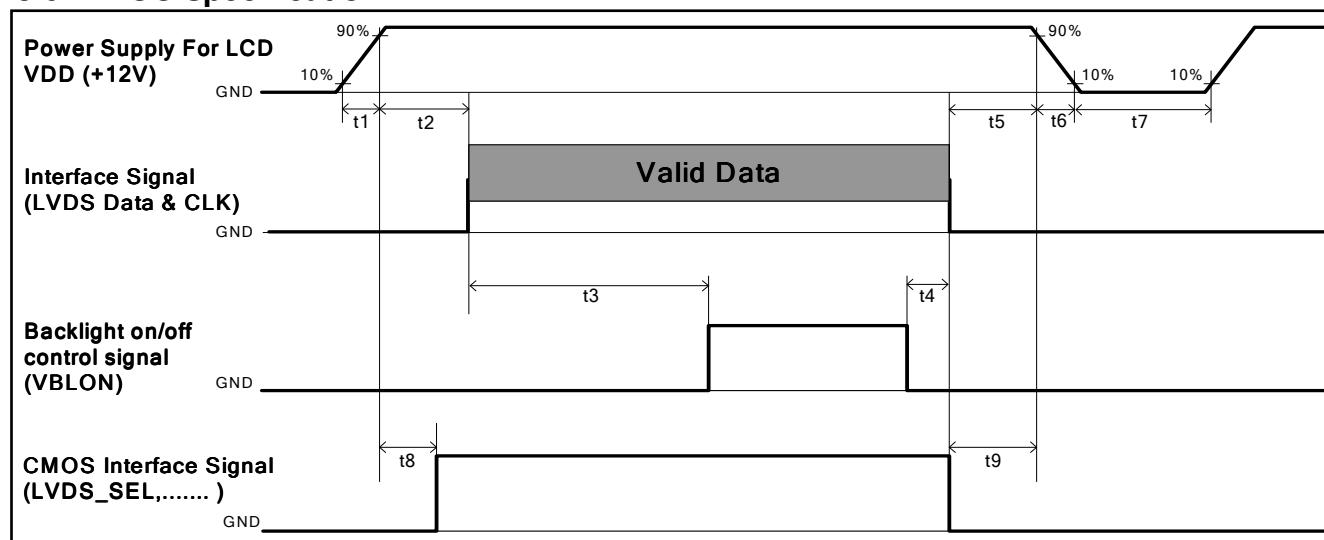 Power Supply For LCD
VDD (+12V)
90%
90%
10%
10%
10%
GND
t1
t2
t5
t6
t7
Valid Data
Interface Signal
(LVDS Data & CLK)
GND
t3
t4
Backlight on/off
control signal
(VBLON)
GND
t8
t9
CMOS Interface Signal
(LVDS_SEL,....... )
GND